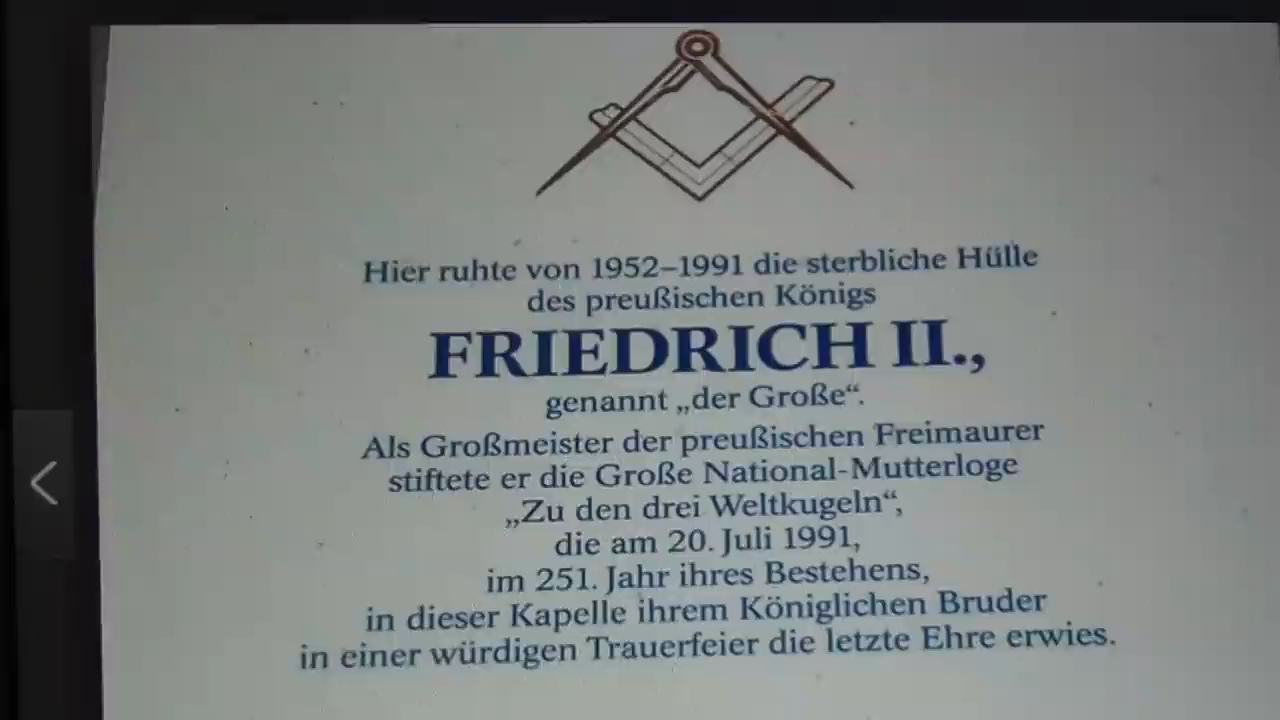 Hier ruhte von 1952–1991 die sterbliche Hülle
des preußischen Königs
FRIEDRICH II.,
genannt „der Große“.
Als Großmeister der preußischen Freimaurer
stiftete er die Große National-Mutterloge
„Zu den drei Weltkugeln“,
die am 20. Juli 1991,
im 251. Jahr ihres Bestehens,
in dieser Kapelle ihrem Königlichen Bruder
in einer würdigen Trauerfeier die letzte Ehre erwies.